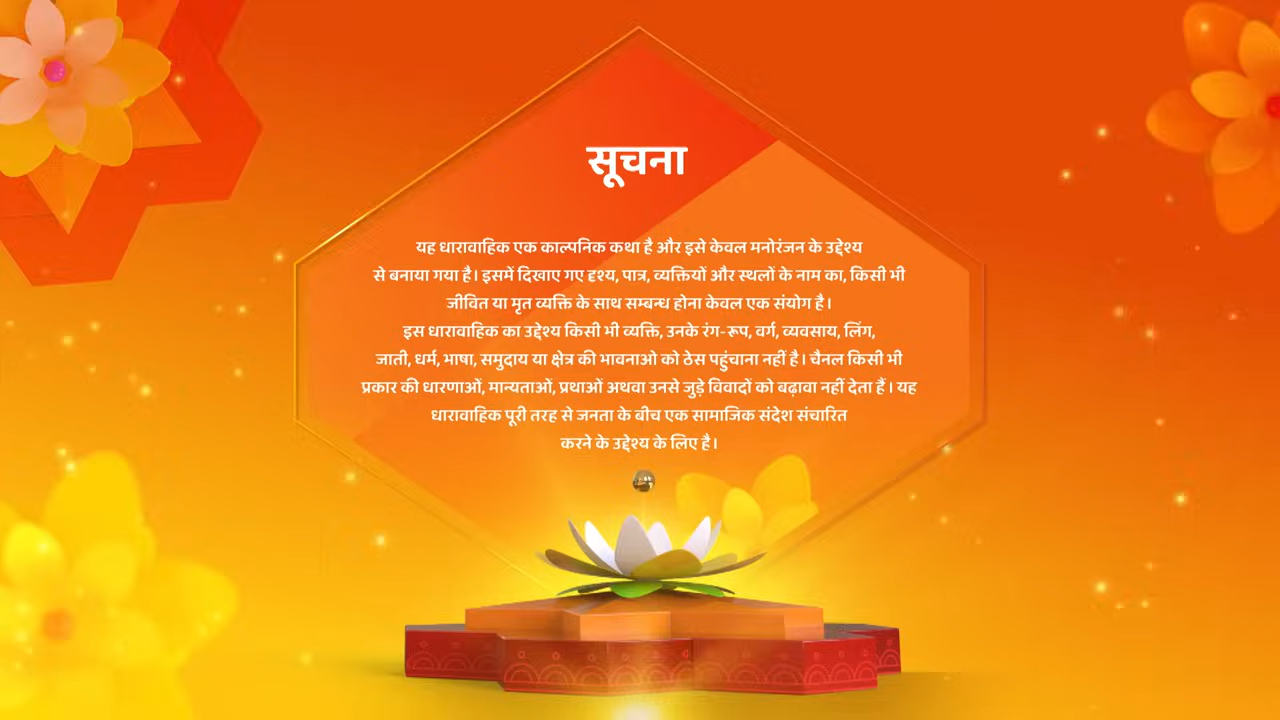 सूचना
यह धारावाहिक एक काल्पनिक कथा है और इसे केवल मनोरंजन के उद्देश्य
से बनाया गया है। इसमें दिखाए गए दृश्य, पात्र, व्यक्तियों और स्थलों के नाम का, किसी भी
जीवित या मृत व्यक्ति के साथ सम्बन्ध होना केवल एक संयोग है।
इस धारावाहिक का उद्देश्य किसी भी व्यक्ति, उनके रंग-रूप, वर्ग, व्यवसाय, लिंग,
जाती, धर्म, भाषा, समुदाय या क्षेत्र की भावनाओ को ठेस पहुंचाना नहीं है। चैनल किसी भी
प्रकार की धारणाओं, मान्यताओं, प्रथाओं अथवा उनसे जुड़े विवादों को बढ़ावा नहीं देता हैं। यह
धारावाहिक पूरी तरह से जनता के बीच एक सामाजिक संदेश संचारित
करने के उद्देश्य के लिए है।